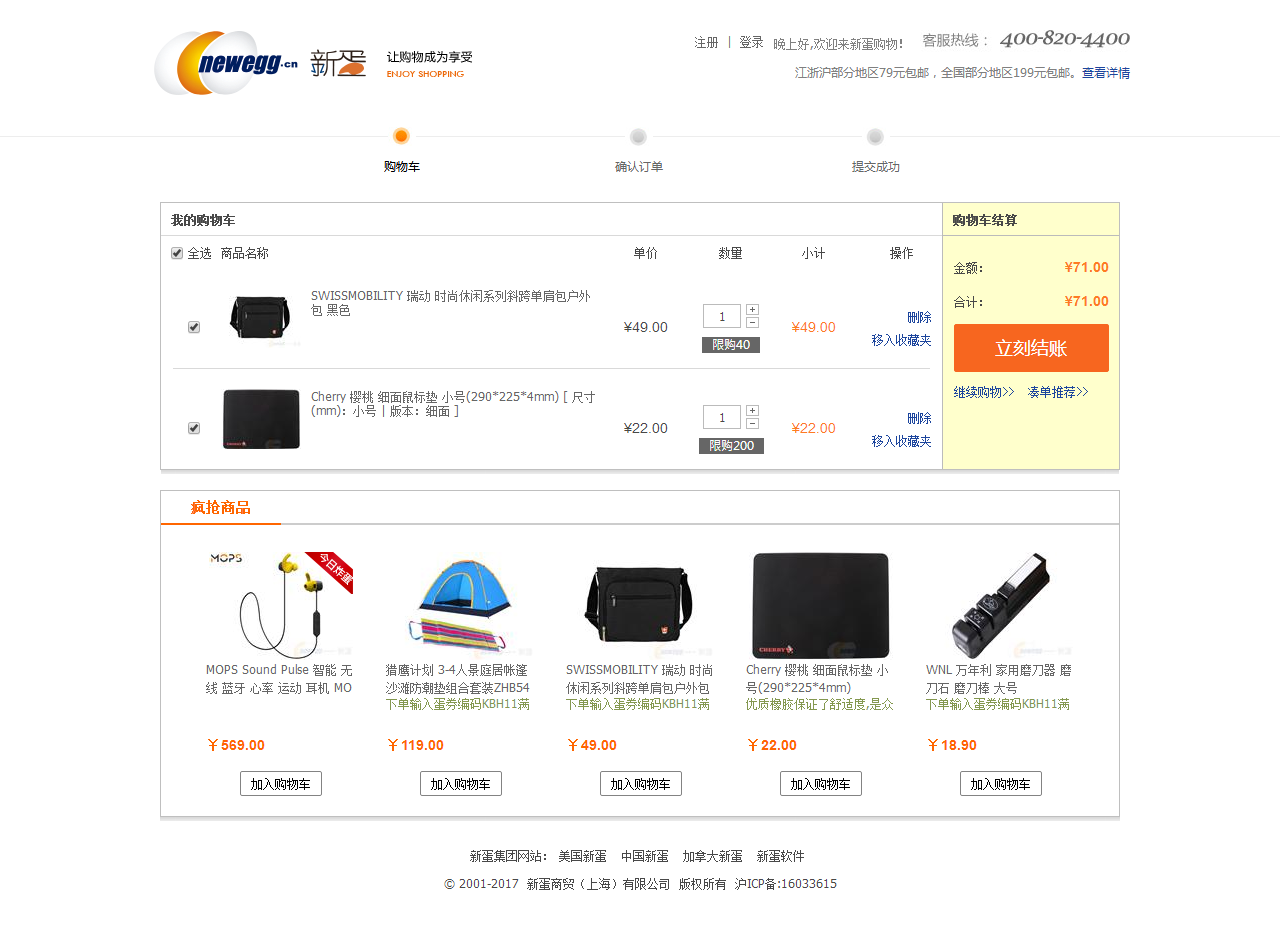 newegg.cn 新蛋 让购物成为享受
ENJOY SHOPPING
注册 | 登录 晚上好,欢迎来新蛋购物! 客服热线: 400-820-4400
江浙沪部分地区79元包邮,全国部分地区199元包邮。查看详情
购物车 确认订单 提交成功
我的购物车
全选 商品名称 单价 数量 小计 操作
SWISSMOBILITY 瑞动 时尚休闲系列斜跨单肩包户外
包 黑色
¥49.00 1 + − ¥49.00 删除
限购40 移入收藏夹
Cherry 樱桃 细面鼠标垫 小号(290*225*4mm) [ 尺寸
(mm): 小号 | 版本: 细面 ]
CHERRY
¥22.00 1 + − ¥22.00 删除
限购200 移入收藏夹
购物车结算
金额: ¥71.00
合计: ¥71.00
立刻结账
继续购物>> 凑单推荐>>
疯抢商品
MOPS 今日炸蛋
CHERRY
MOPS Sound Pulse 智能 无
线 蓝牙 心率 运动 耳机 MO
¥569.00
加入购物车
猎鹰计划 3-4人景庭居帐篷
沙滩防潮垫组合套装ZHB54
下单输入蛋券编码KBH11满
¥119.00
加入购物车
SWISSMOBILITY 瑞动 时尚
休闲系列斜跨单肩包户外包
下单输入蛋券编码KBH11满
¥49.00
加入购物车
Cherry 樱桃 细面鼠标垫 小
号(290*225*4mm)
优质橡胶保证了舒适度,是众
¥22.00
加入购物车
WNL 万年利 家用磨刀器 磨
刀石 磨刀棒 大号
下单输入蛋券编码KBH11满
¥18.90
加入购物车
新蛋集团网站: 美国新蛋 中国新蛋 加拿大新蛋 新蛋软件
© 2001-2017 新蛋商贸（上海）有限公司 版权所有 沪ICP备:16033615